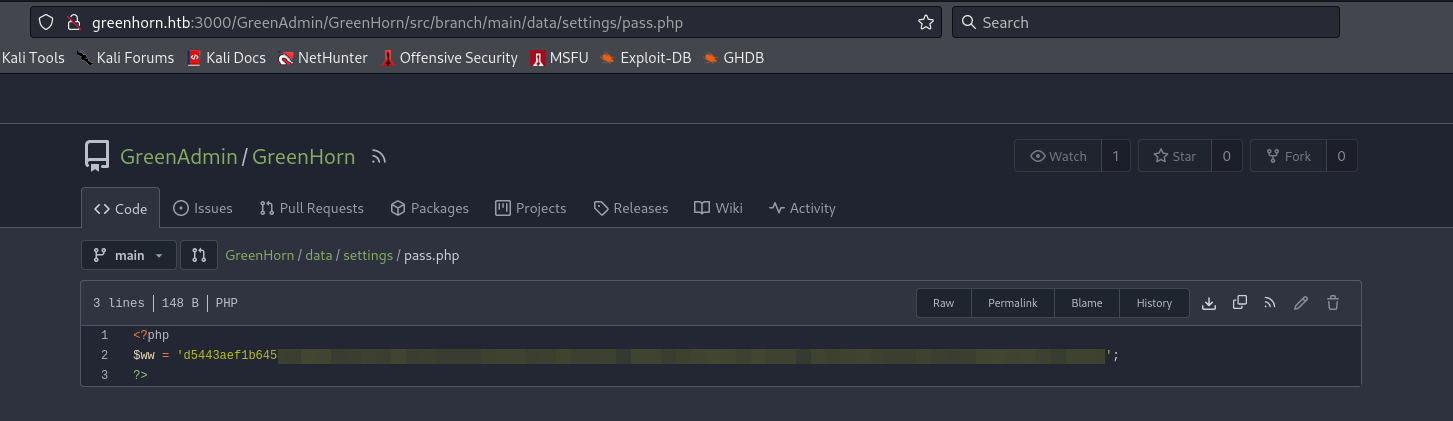 greenhorn.htb:3000/GreenAdmin/GreenHorn/src/branch/main/data/settings/pass.php Search
Kali Tools Kali Forums Kali Docs NetHunter Offensive Security MSFU Exploit-DB GHDB
GreenAdmin/GreenHorn Watch 1 Star 0 Fork 0
Code Issues Pull Requests Packages Projects Releases Wiki Activity
main GreenHorn/data/settings/pass.php
3 lines 148 B PHP Raw Permalink Blame History
1 <?php
2 $ww = 'd5443aef1b645 ';
3 ?>